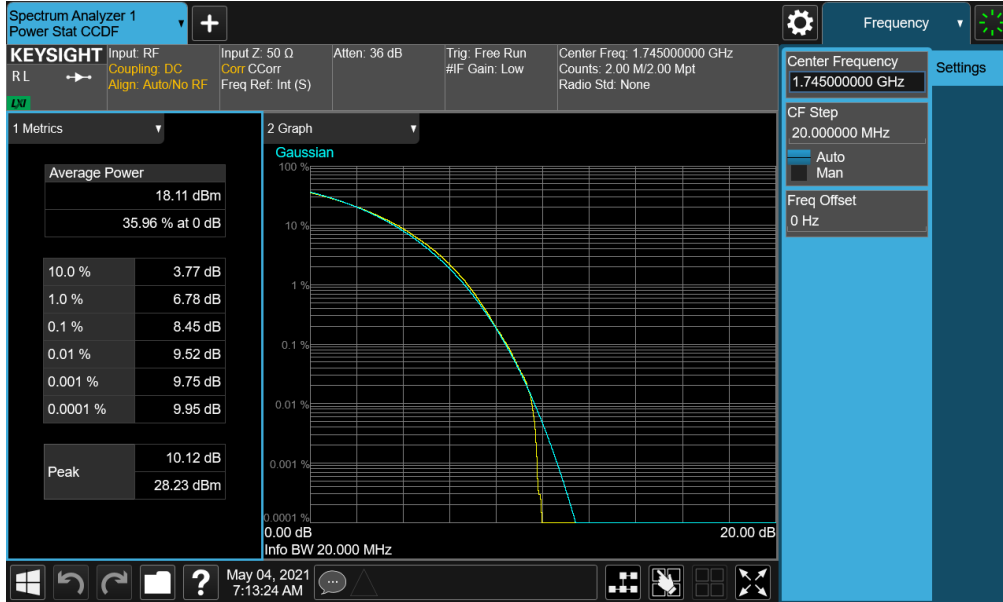 Spectrum Analyzer 1
Power Stat CCDF
Frequency
KEYSIGHT
RL
LXI
Input: RF
Coupling: DC
Align: Auto/No RF
Input Z: 50 Ω
Corr CCorr
Freq Ref: Int (S)
Atten: 36 dB
Trig: Free Run
#IF Gain: Low
Center Freq: 1.745000000 GHz
Counts: 2.00 M/2.00 Mpt
Radio Std: None
Center Frequency
1.745000000 GHz
Settings
CF Step
20.000000 MHz
Auto
Man
Freq Offset
0 Hz
1 Metrics
Average Power
18.11 dBm
35.96 % at 0 dB
10.0 % 3.77 dB
1.0 % 6.78 dB
0.1 % 8.45 dB
0.01 % 9.52 dB
0.001 % 9.75 dB
0.0001 % 9.95 dB
Peak
10.12 dB
28.23 dBm
2 Graph
Gaussian
100 %
10 %
1 %
0.1 %
0.01 %
0.001 %
0.0001 %
0.00 dB 20.00 dB
Info BW 20.000 MHz
?
May 04, 2021
7:13:24 AM